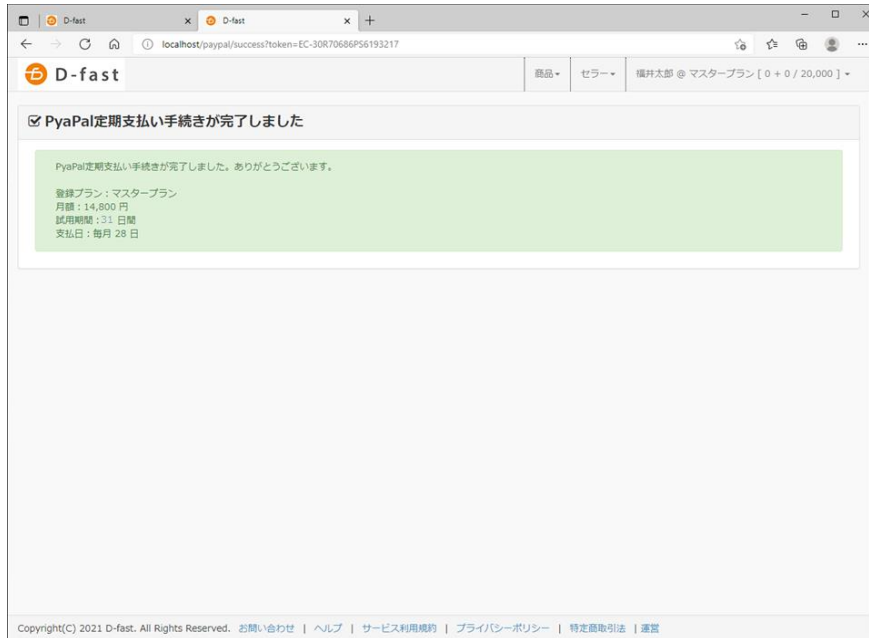 D-fast
D-fast
localhost/paypal/success?token=EC-30R70686PS6193217
D-fast
商品 セラー 福井太郎 @ マスタープラン [ 0 + 0 / 20,000 ]
PyaPal定期支払い手続きが完了しました
PyaPal定期支払い手続きが完了しました。ありがとうございます。
登録プラン：マスタープラン
月額：14,800 円
試用期間：31 日間
支払日：毎月 28 日
Copyright(C) 2021 D-fast. All Rights Reserved. お問い合わせ | ヘルプ | サービス利用規約 | プライバシーポリシー | 特定商取引法 | 運営